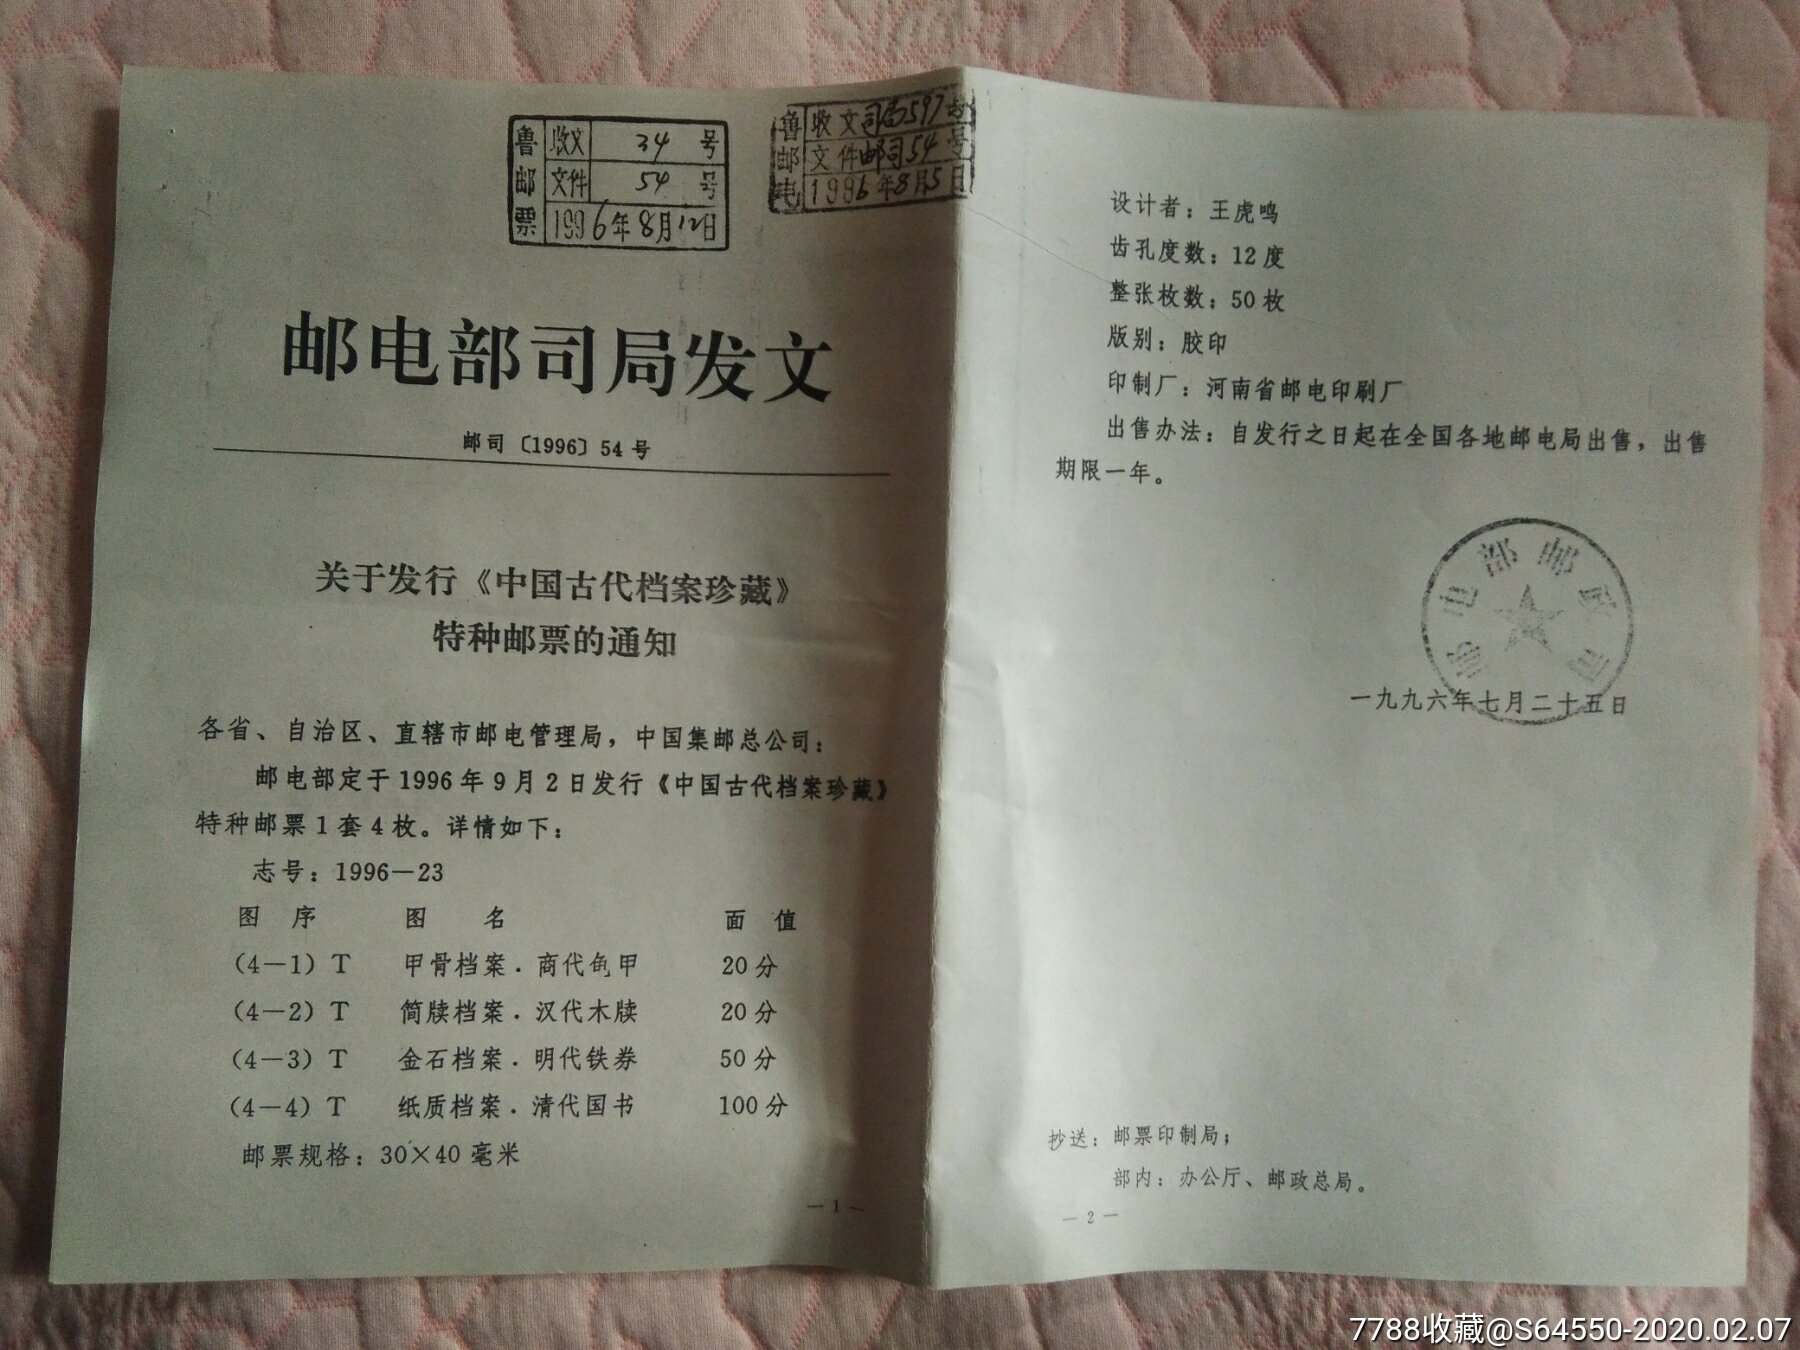 鲁邮票
收文 34 号
文件 54 号
1996年8月12日
鲁邮电
收文司局597号
文件邮司54号
1996年8月5日
邮电部司局发文
邮司〔1996〕54号
关于发行《中国古代档案珍藏》
特种邮票的通知
各省、自治区、直辖市邮电管理局，中国集邮总公司：
邮电部定于1996年9月2日发行《中国古代档案珍藏》
特种邮票1套4枚。详情如下：
志号：1996—23
图 序 图 名 面 值
(4—1) T 甲骨档案·商代龟甲 20分
(4—2) T 简牍档案·汉代木牍 20分
(4—3) T 金石档案·明代铁券 50分
(4—4) T 纸质档案·清代国书 100分
邮票规格：30×40毫米
— 1 —
设计者：王虎鸣
齿孔度数：12度
整张枚数：50枚
版别：胶印
印制厂：河南省邮电印刷厂
出售办法：自发行之日起在全国各地邮电局出售，出售
期限一年。
邮电部邮政司
一九九六年七月二十五日
抄送：邮票印制局；
部内：办公厅、邮政总局。
— 2 —
7788收藏@S64550-2020.02.07